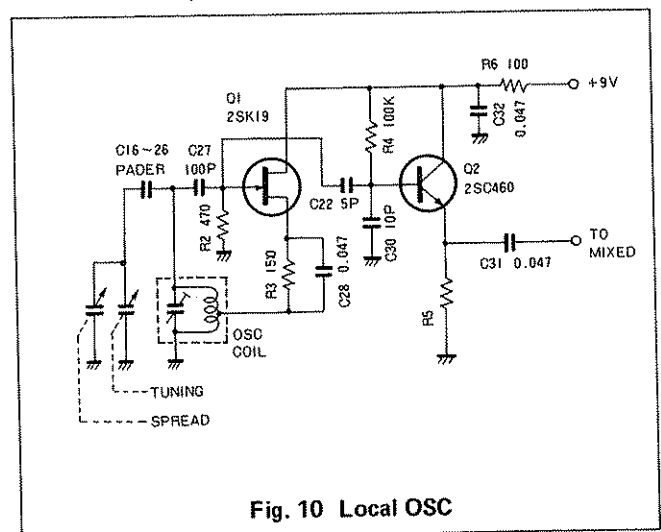 R6 100
+9V
Q1
2SK19
C32
0.047
R4 100K
C16~26
PADER
C27
100P
Q2
2SC460
R2 470
C22 5P
C30 10P
TO
MIXED
C31 0.047
R3 150
C28 0.047
R5
OSC
COIL
TUNING
SPREAD
Fig. 10 Local OSC